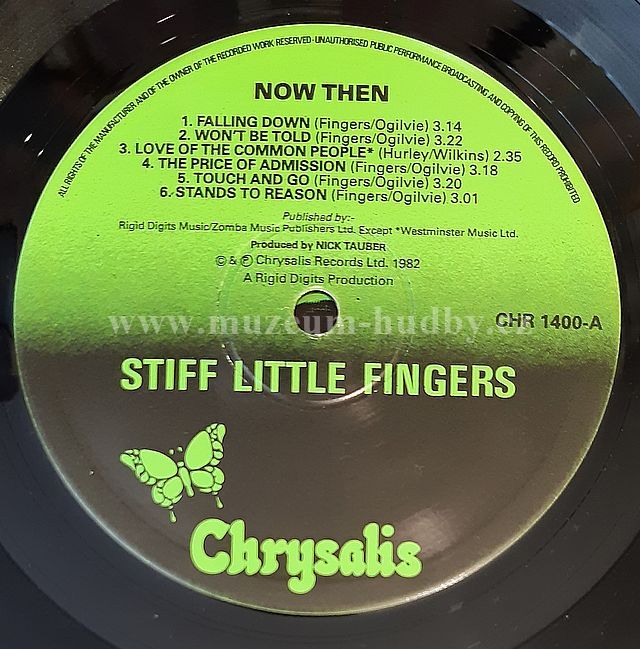 ALL RIGHTS OF THE MANUFACTURER AND OF THE OWNER OF THE RECORDED WORK RESERVED · UNAUTHORISED PUBLIC PERFORMANCE BROADCASTING AND COPYING OF THIS RECORD PROHIBITED
NOW THEN
1. FALLING DOWN (Fingers/Ogilvie) 3.14
2. WON'T BE TOLD (Fingers/Ogilvie) 3.22
3. LOVE OF THE COMMON PEOPLE* (Hurley/Wilkins) 2.35
4. THE PRICE OF ADMISSION (Fingers/Ogilvie) 3.18
5. TOUCH AND GO (Fingers/Ogilvie) 3.20
6. STANDS TO REASON (Fingers/Ogilvie) 3.01
Published by:-
Rigid Digits Music/Zomba Music Publishers Ltd. Except *Westminster Music Ltd.
Produced by NICK TAUBER
© & ℗ Chrysalis Records Ltd. 1982
A Rigid Digits Production
CHR 1400-A
www.muzeum-hudby.cz
STIFF LITTLE FINGERS
Chrysalis